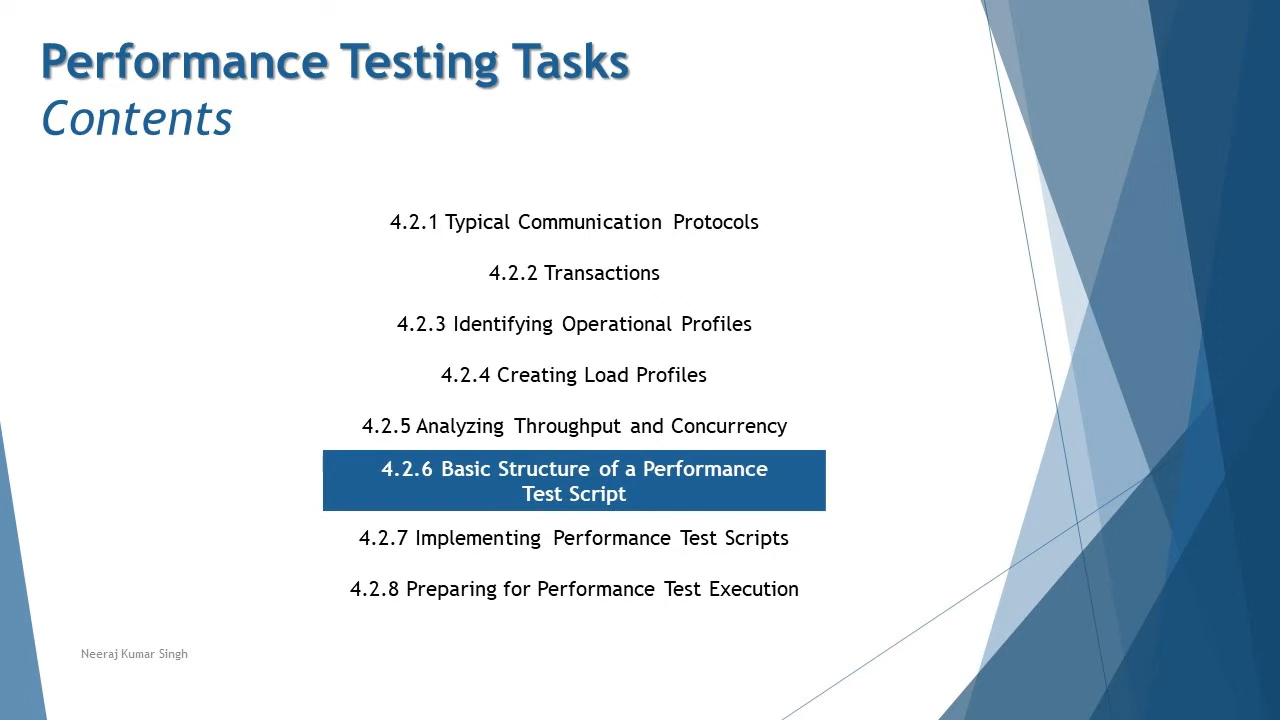 Performance Testing Tasks
Contents
4.2.1 Typical Communication Protocols
4.2.2 Transactions
4.2.3 Identifying Operational Profiles
4.2.4 Creating Load Profiles
4.2.5 Analyzing Throughput and Concurrency
4.2.6 Basic Structure of a Performance
Test Script
4.2.7 Implementing Performance Test Scripts
4.2.8 Preparing for Performance Test Execution
Neeraj Kumar Singh